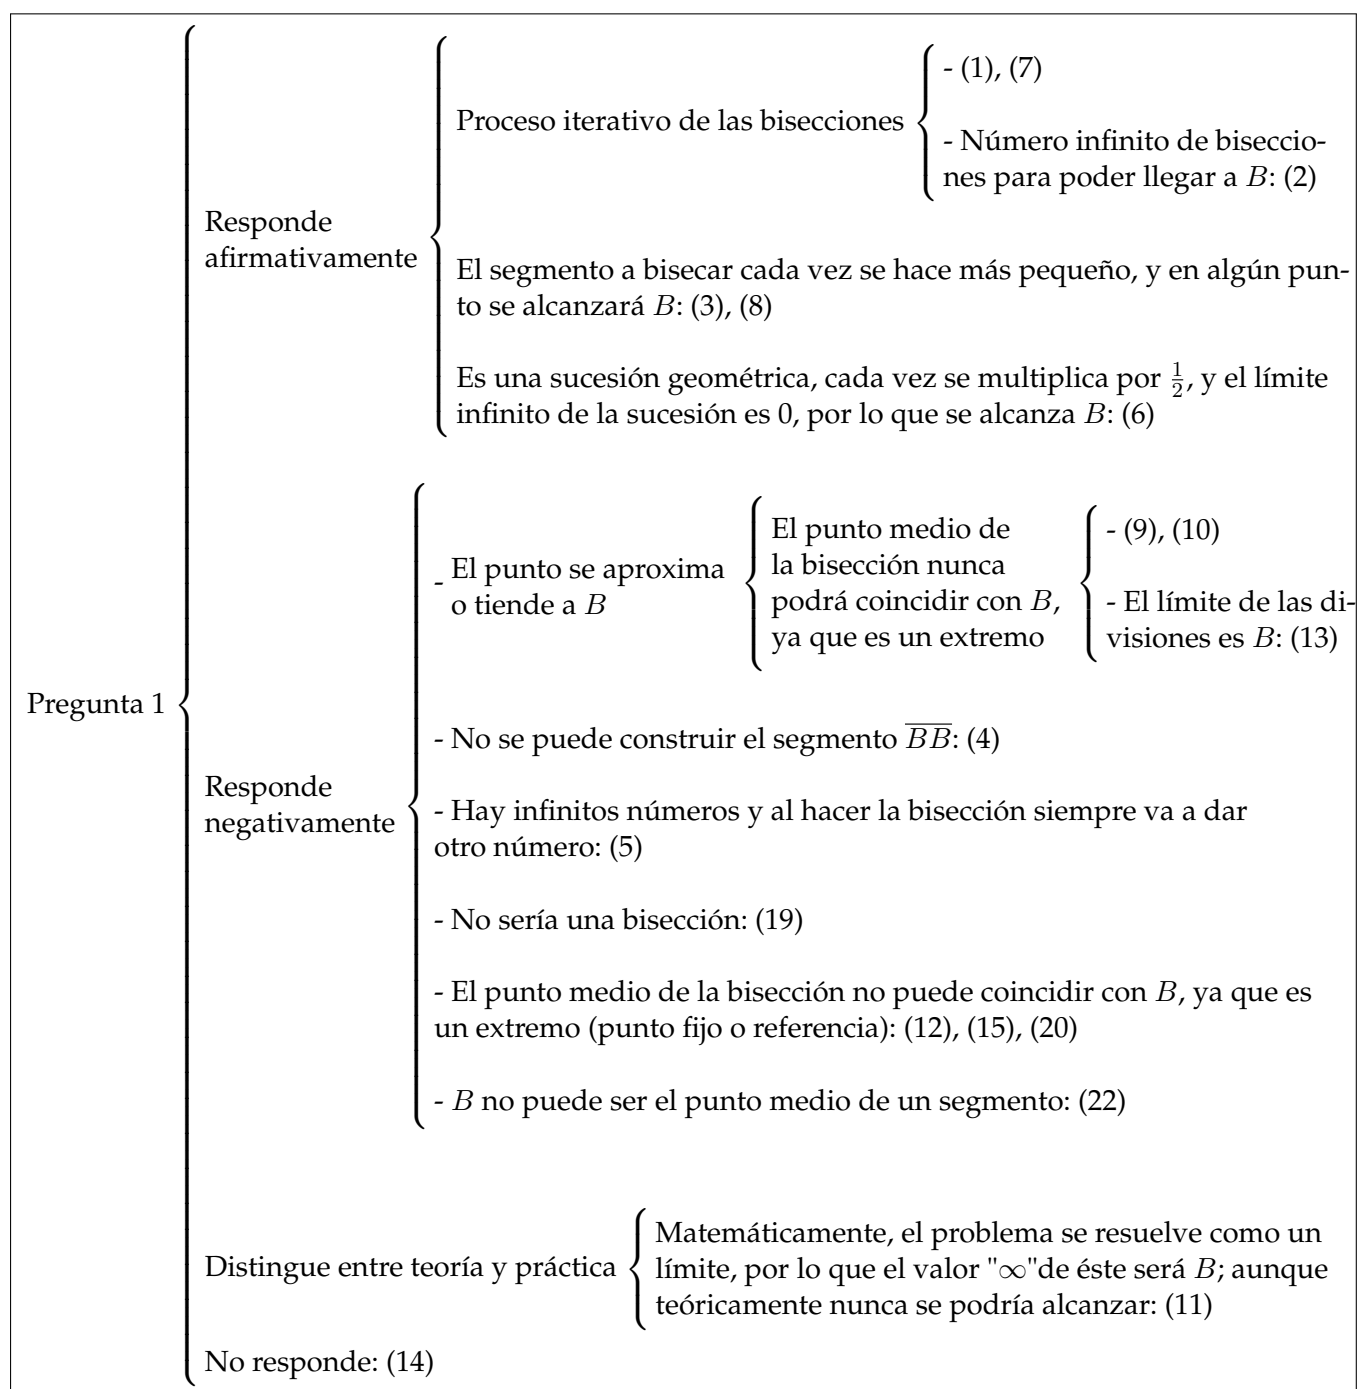 Pregunta 1
Responde
afirmativamente
Proceso iterativo de las bisecciones
- (1), (7)
- Número infinito de biseccio-
nes para poder llegar a B: (2)
El segmento a bisecar cada vez se hace más pequeño, y en algún pun-
to se alcanzará B: (3), (8)
Es una sucesión geométrica, cada vez se multiplica por 1/2, y el límite
infinito de la sucesión es 0, por lo que se alcanza B: (6)
Responde
negativamente
- El punto se aproxima
o tiende a B
El punto medio de
la bisección nunca
podrá coincidir con B,
ya que es un extremo
- (9), (10)
- El límite de las di-
visiones es B: (13)
- No se puede construir el segmento B̅B̅: (4)
- Hay infinitos números y al hacer la bisección siempre va a dar
otro número: (5)
- No sería una bisección: (19)
- El punto medio de la bisección no puede coincidir con B, ya que es
un extremo (punto fijo o referencia): (12), (15), (20)
- B no puede ser el punto medio de un segmento: (22)
Distingue entre teoría y práctica
Matemáticamente, el problema se resuelve como un
límite, por lo que el valor "∞"de éste será B; aunque
teóricamente nunca se podría alcanzar: (11)
No responde: (14)